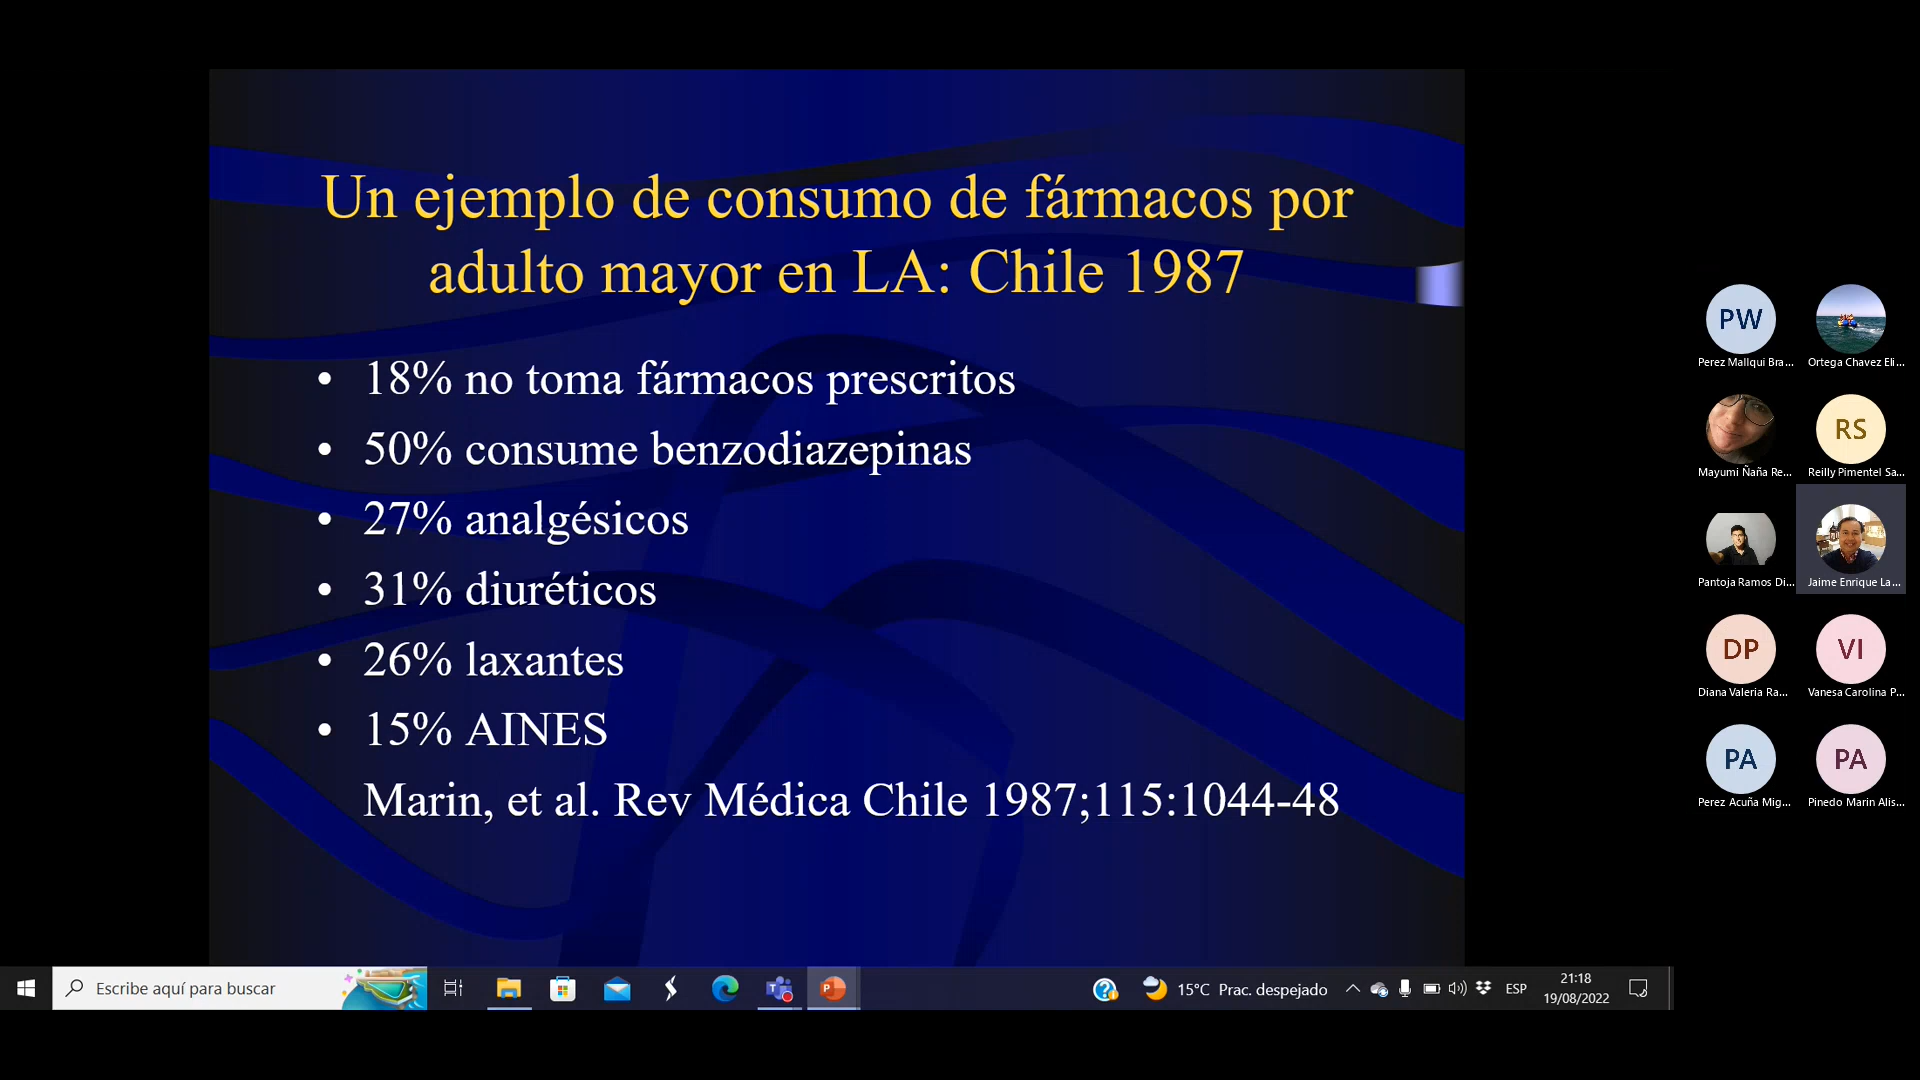 Un ejemplo de consumo de fármacos por
adulto mayor en LA: Chile 1987
• 18% no toma fármacos prescritos
• 50% consume benzodiazepinas
• 27% analgésicos
• 31% diuréticos
• 26% laxantes
• 15% AINES
Marin, et al. Rev Médica Chile 1987;115:1044-48
PW
Perez Mallqui Bra...
Ortega Chavez Eli...
Mayumi Ñaña Re...
RS
Reilly Pimentel Sa...
Pantoja Ramos Di...
Jaime Enrique La...
DP
Diana Valeria Ra...
VI
Vanesa Carolina P...
PA
Perez Acuña Mig...
PA
Pinedo Marin Alis...
Escribe aquí para buscar
15°C Prac. despejado
ESP
21:18
19/08/2022